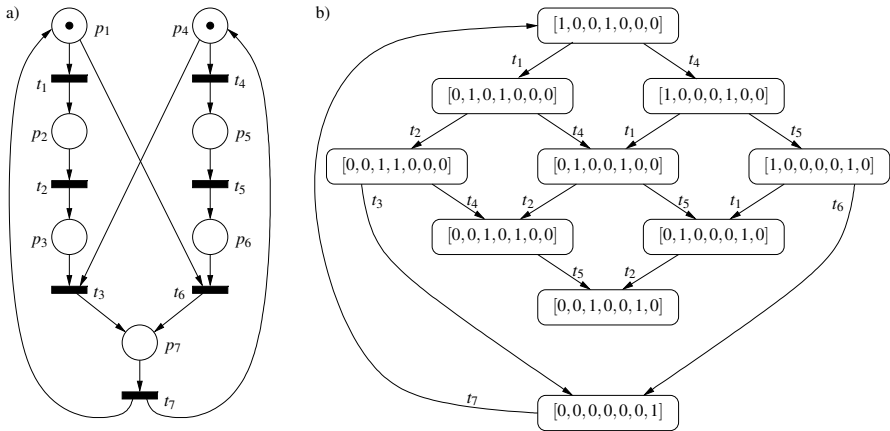 a)
p1
p4
t1
t4
p2
p5
t2
t5
p3
p6
t3
t6
p7
t7
b)
[1,0,0,1,0,0,0]
t1
t4
[0,1,0,1,0,0,0]
[1,0,0,0,1,0,0]
t2
t4
t1
t5
[0,0,1,1,0,0,0]
[0,1,0,0,1,0,0]
[1,0,0,0,0,1,0]
t3
t4
t2
t5
t1
t6
[0,0,1,0,1,0,0]
[0,1,0,0,0,1,0]
t5
t2
[0,0,1,0,0,1,0]
t7
[0,0,0,0,0,0,1]